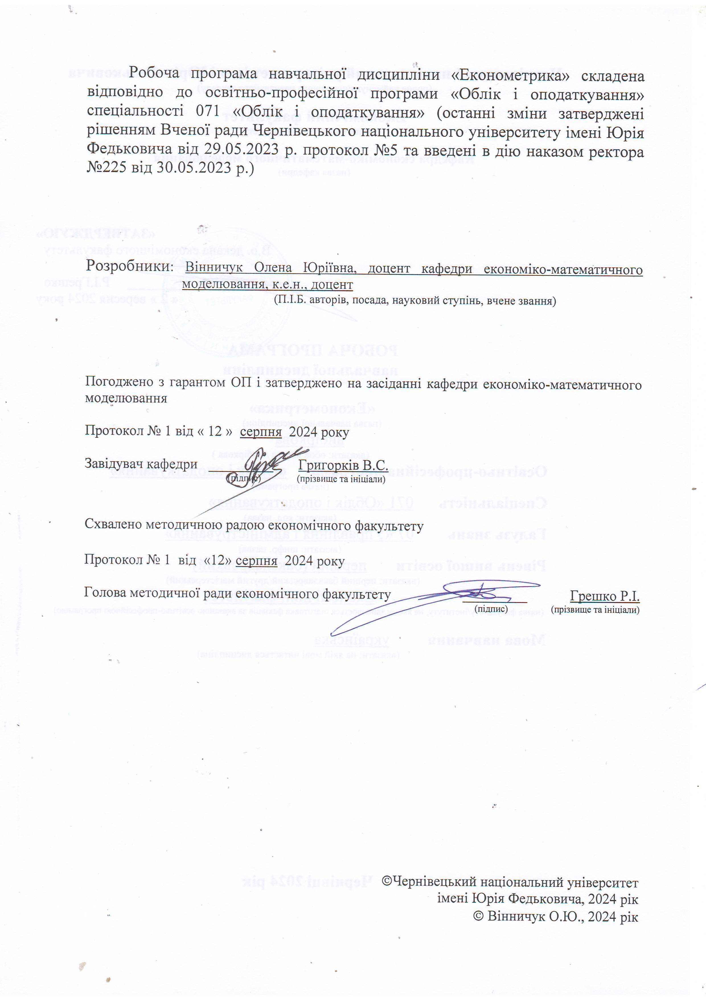 Робоча програма навчальної дисципліни «Економетрика» складена
відповідно до освітньо-професійної програми «Облік і оподаткування»
спеціальності 071 «Облік і оподаткування» (останні зміни затверджені
рішенням Вченої ради Чернівецького національного університету імені Юрія
Федьковича від 29.05.2023 р. протокол №5 та введені в дію наказом ректора
№225 від 30.05.2023 р.)
Розробники: Вінничук Олена Юріївна, доцент кафедри економіко-математичного
моделювання, к.е.н., доцент
(П.І.Б. авторів, посада, науковий ступінь, вчене звання)
Погоджено з гарантом ОП і затверджено на засіданні кафедри економіко-математичного
моделювання
Протокол № 1 від « 12 » серпня 2024 року
Завідувач кафедри Григорків В.С.
(підпис) (прізвище та ініціали)
Схвалено методичною радою економічного факультету
Протокол № 1 від «12» серпня 2024 року
Голова методичної ради економічного факультету Грешко Р.І.
(підпис) (прізвище та ініціали)
©Чернівецький національний університет
імені Юрія Федьковича, 2024 рік
© Вінничук О.Ю., 2024 рік